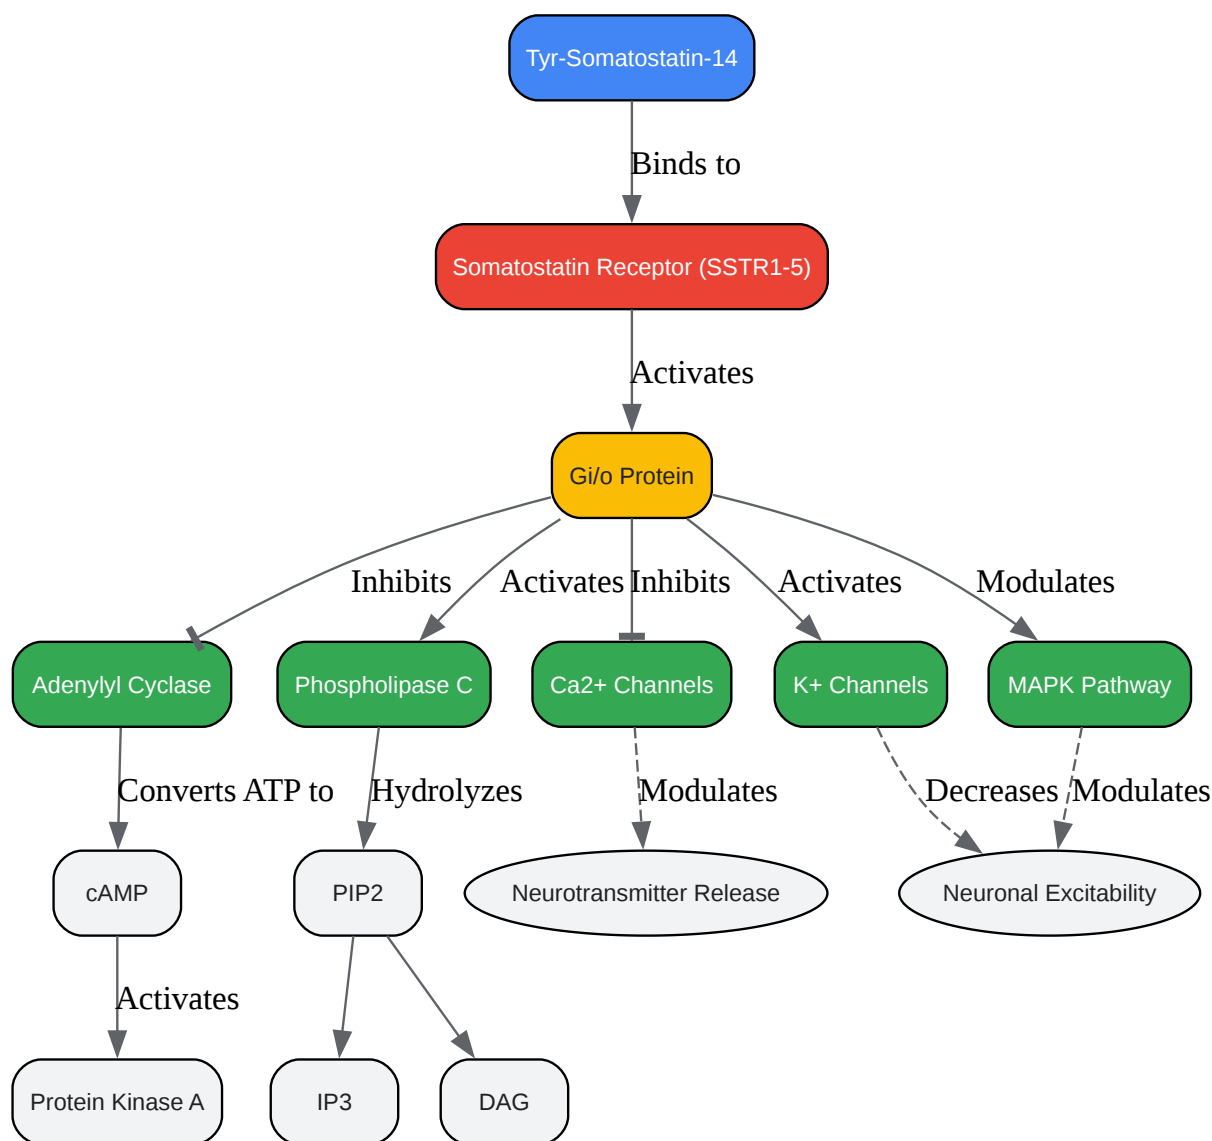 Tyr-Somatostatin-14
Binds to
Somatostatin Receptor (SSTR1-5)
Activates
Gi/o Protein
Inhibits
Activates
Inhibits
Activates
Modulates
Adenylyl Cyclase
Phospholipase C
Ca2+ Channels
K+ Channels
MAPK Pathway
Converts ATP to
Hydrolyzes
Modulates
Decreases
Modulates
cAMP
PIP2
Neurotransmitter Release
Neuronal Excitability
Activates
Protein Kinase A
IP3
DAG